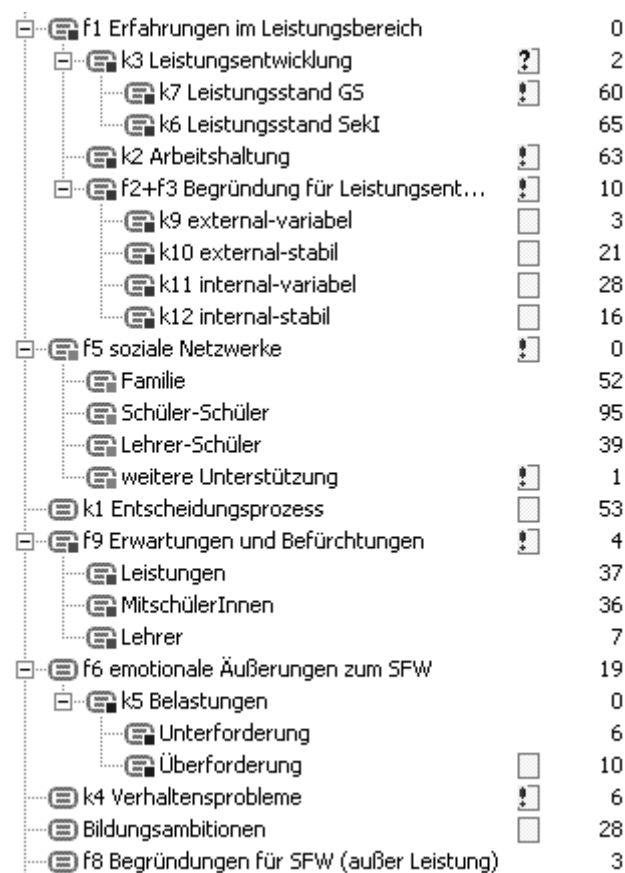 f1 Erfahrungen im Leistungsbereich 0
k3 Leistungsentwicklung ? 2
k7 Leistungsstand GS ! 60
k6 Leistungsstand SekI 65
k2 Arbeitshaltung ! 63
f2+f3 Begründung für Leistungsent... ! 10
k9 external-variabel 3
k10 external-stabil 21
k11 internal-variabel 28
k12 internal-stabil 16
f5 soziale Netzwerke ! 0
Familie 52
Schüler-Schüler 95
Lehrer-Schüler 39
weitere Unterstützung ! 1
k1 Entscheidungsprozess 53
f9 Erwartungen und Befürchtungen ! 4
Leistungen 37
MitschülerInnen 36
Lehrer 7
f6 emotionale Äußerungen zum SFW 19
k5 Belastungen 0
Unterforderung 6
Überforderung 10
k4 Verhaltensprobleme ! 6
Bildungsambitionen 28
f8 Begründungen für SFW (außer Leistung) 3